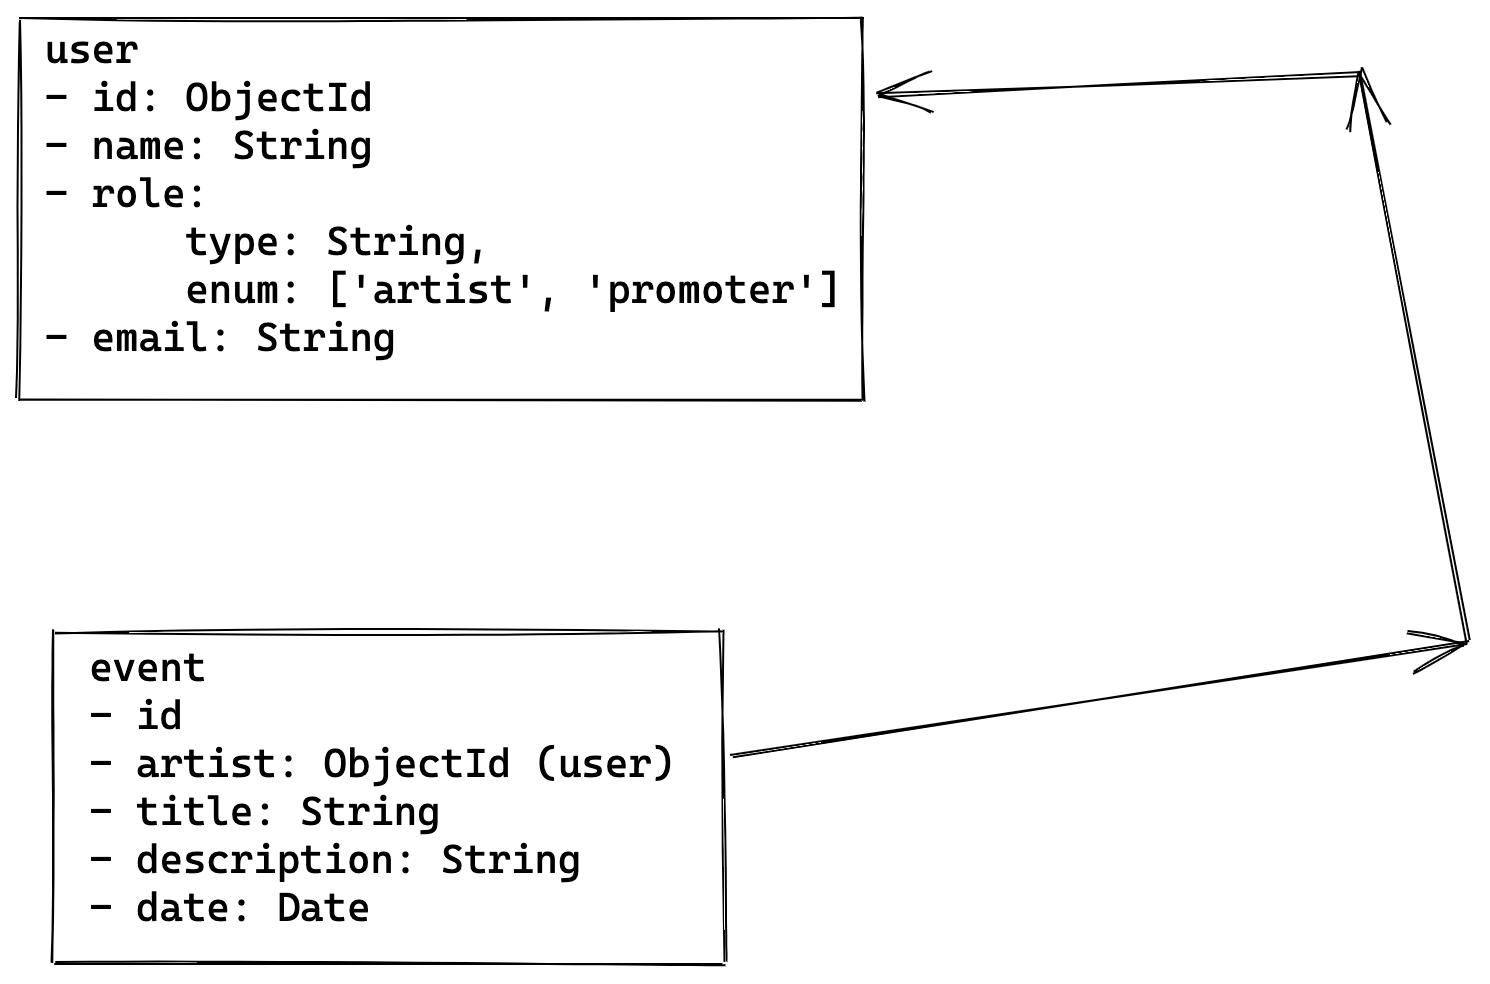 user
- id: ObjectId
- name: String
- role:
type: String,
enum: ['artist', 'promoter']
- email: String
event
- id
- artist: ObjectId (user)
- title: String
- description: String
- date: Date